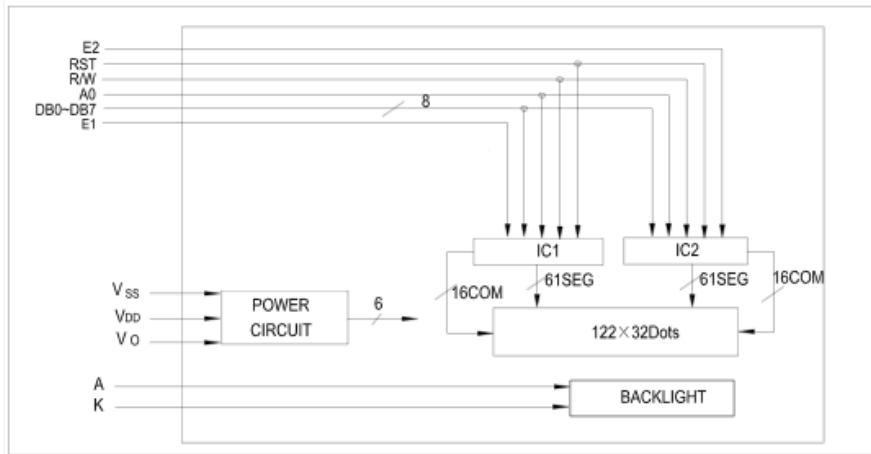 E2
RST
R/W
A0
DB0~DB7
8
E1
IC1
IC2
16COM
61SEG
61SEG
16COM
VSS
VDD
VO
POWER
CIRCUIT
6
122×32Dots
A
K
BACKLIGHT